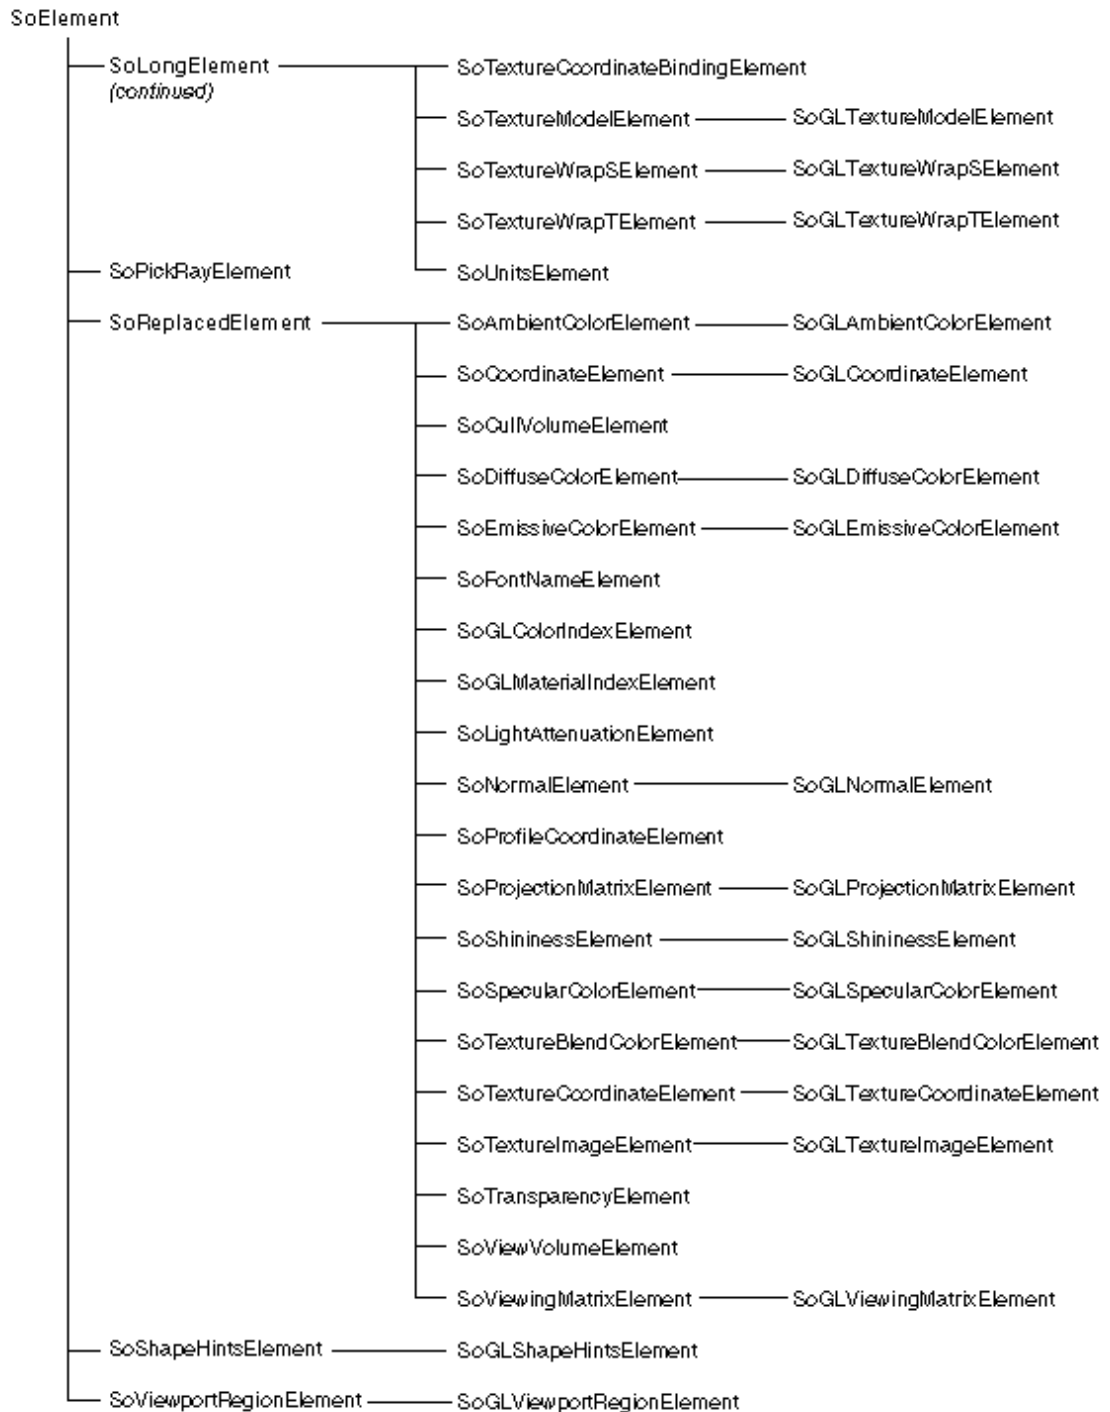 SoElement
SoLongElement SoTextureCoordinateBindingElement
(continued)
SoTextureModelElement SoGLTextureModelElement
SoTextureWrapSElement SoGLTextureWrapSElement
SoTextureWrapTElement SoGLTextureWrapTElement
SoPickRayElement SoUnitsElement
SoReplacedElement SoAmbientColorElement SoGLAmbientColorElement
SoCoordinateElement SoGLCoordinateElement
SoCullVolumeElement
SoDiffuseColorElement SoGLDiffuseColorElement
SoEmissiveColorElement SoGLEmissiveColorElement
SoFontNameElement
SoGLColorIndexElement
SoGLMaterialIndexElement
SoLightAttenuationElement
SoNormalElement SoGLNormalElement
SoProfileCoordinateElement
SoProjectionMatrixElement SoGLProjectionMatrixElement
SoShininessElement SoGLShininessElement
SoSpecularColorElement SoGLSpecularColorElement
SoTextureBlendColorElement SoGLTextureBlendColorElement
SoTextureCoordinateElement SoGLTextureCoordinateElement
SoTextureImageElement SoGLTextureImageElement
SoTransparencyElement
SoViewVolumeElement
SoViewingMatrixElement SoGLViewingMatrixElement
SoShapeHintsElement SoGLShapeHintsElement
SoViewportRegionElement SoGLViewportRegionElement